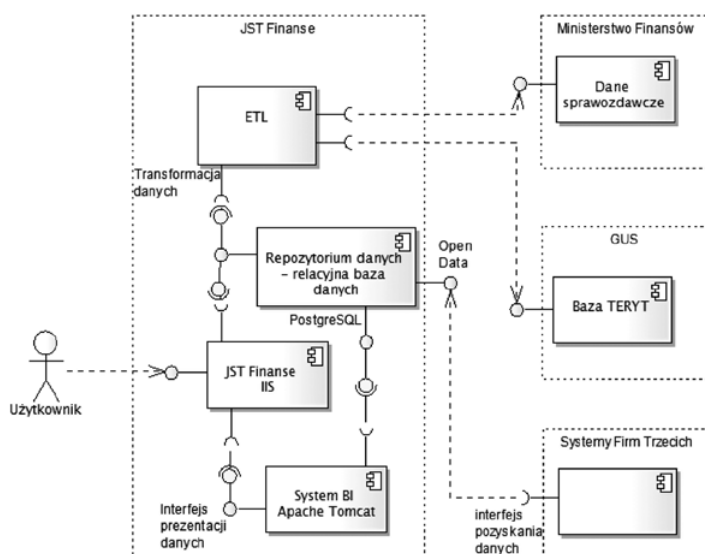 JST Finanse
Ministerstwo Finansów
ETL
Dane
sprawozdawcze
Transformacja
danych
Repozytorium danych
– relacyjna baza
danych
Open
Data
GUS
Baza TERYT
PostgreSQL
JST Finanse
IIS
Użytkownik
Systemy Firm Trzecich
System BI
Apache Tomcat
Interfejs
prezentacji
danych
interfejs
pozyskania
danych